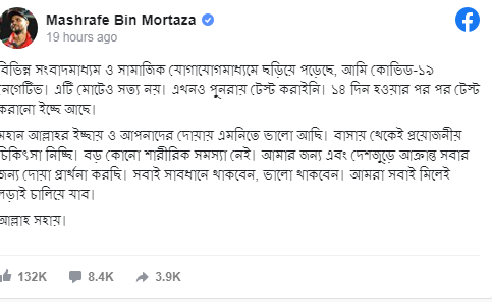 Mashrafe Bin Mortaza
19 hours ago
বিভিন্ন সংবাদমাধ্যম ও সামাজিক যোগাযোগমাধ্যমে ছড়িয়ে পড়েছে, আমি কোভিড-১৯
নেগেটিভ। এটি মোটেও সত্য নয়। এখনও পুনরায় টেস্ট করাইনি। ১৪ দিন হওয়ার পর পর টেস্ট
করানো ইচ্ছে আছে।
মহান আল্লাহর ইচ্ছায় ও আপনাদের দোয়ায় এমনিতে ভালো আছি। বাসায় থেকেই প্রয়োজনীয়
চিকিৎসা নিচ্ছি। বড় কোনো শারীরিক সমস্যা নেই। আমার জন্য এবং দেশজুড়ে আক্রান্ত সবার
জন্য দোয়া প্রার্থনা করছি। সবাই সাবধানে থাকবেন, ভালো থাকবেন। আমরা সবাই মিলেই
লড়াই চালিয়ে যাব।
আল্লাহ সহায়।
132K 8.4K 3.9K